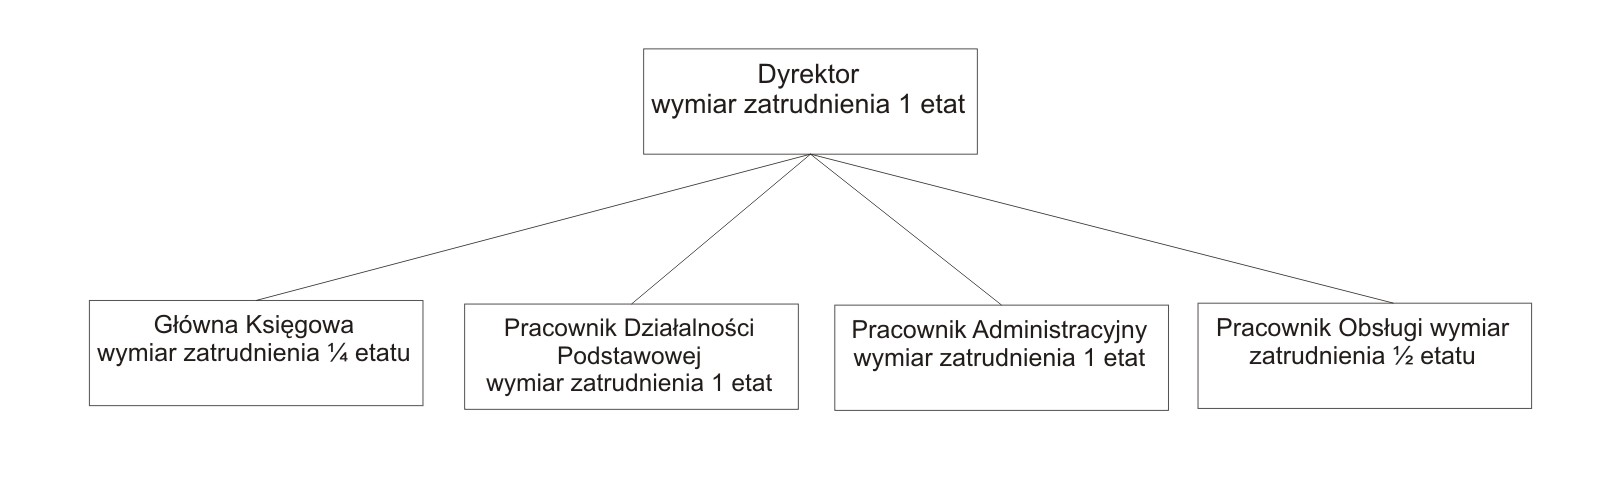 Dyrektor
wymiar zatrudnienia 1 etat
Główna Księgowa
wymiar zatrudnienia ¼ etatu
Pracownik Działalności
Podstawowej
wymiar zatrudnienia 1 etat
Pracownik Administracyjny
wymiar zatrudnienia 1 etat
Pracownik Obsługi wymiar
zatrudnienia ½ etatu